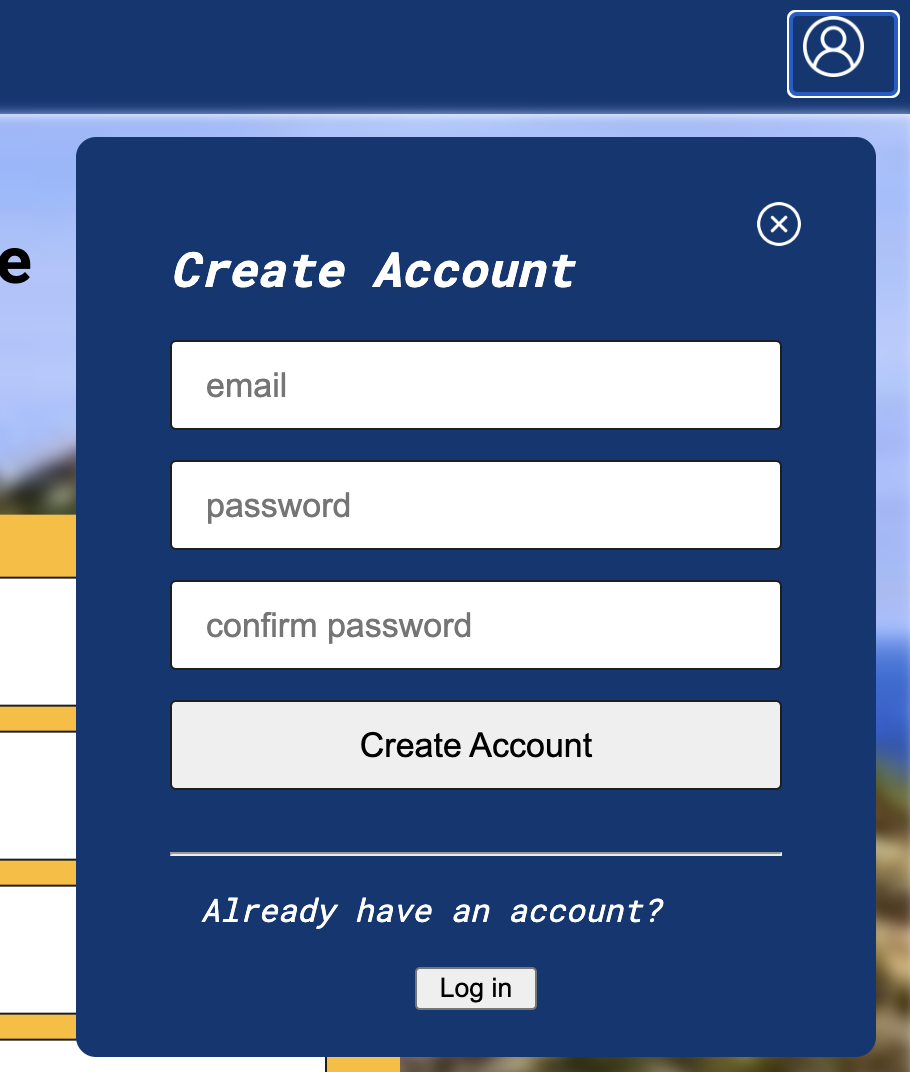 e
Create Account
email
password
confirm password
Create Account
Already have an account?
Log in